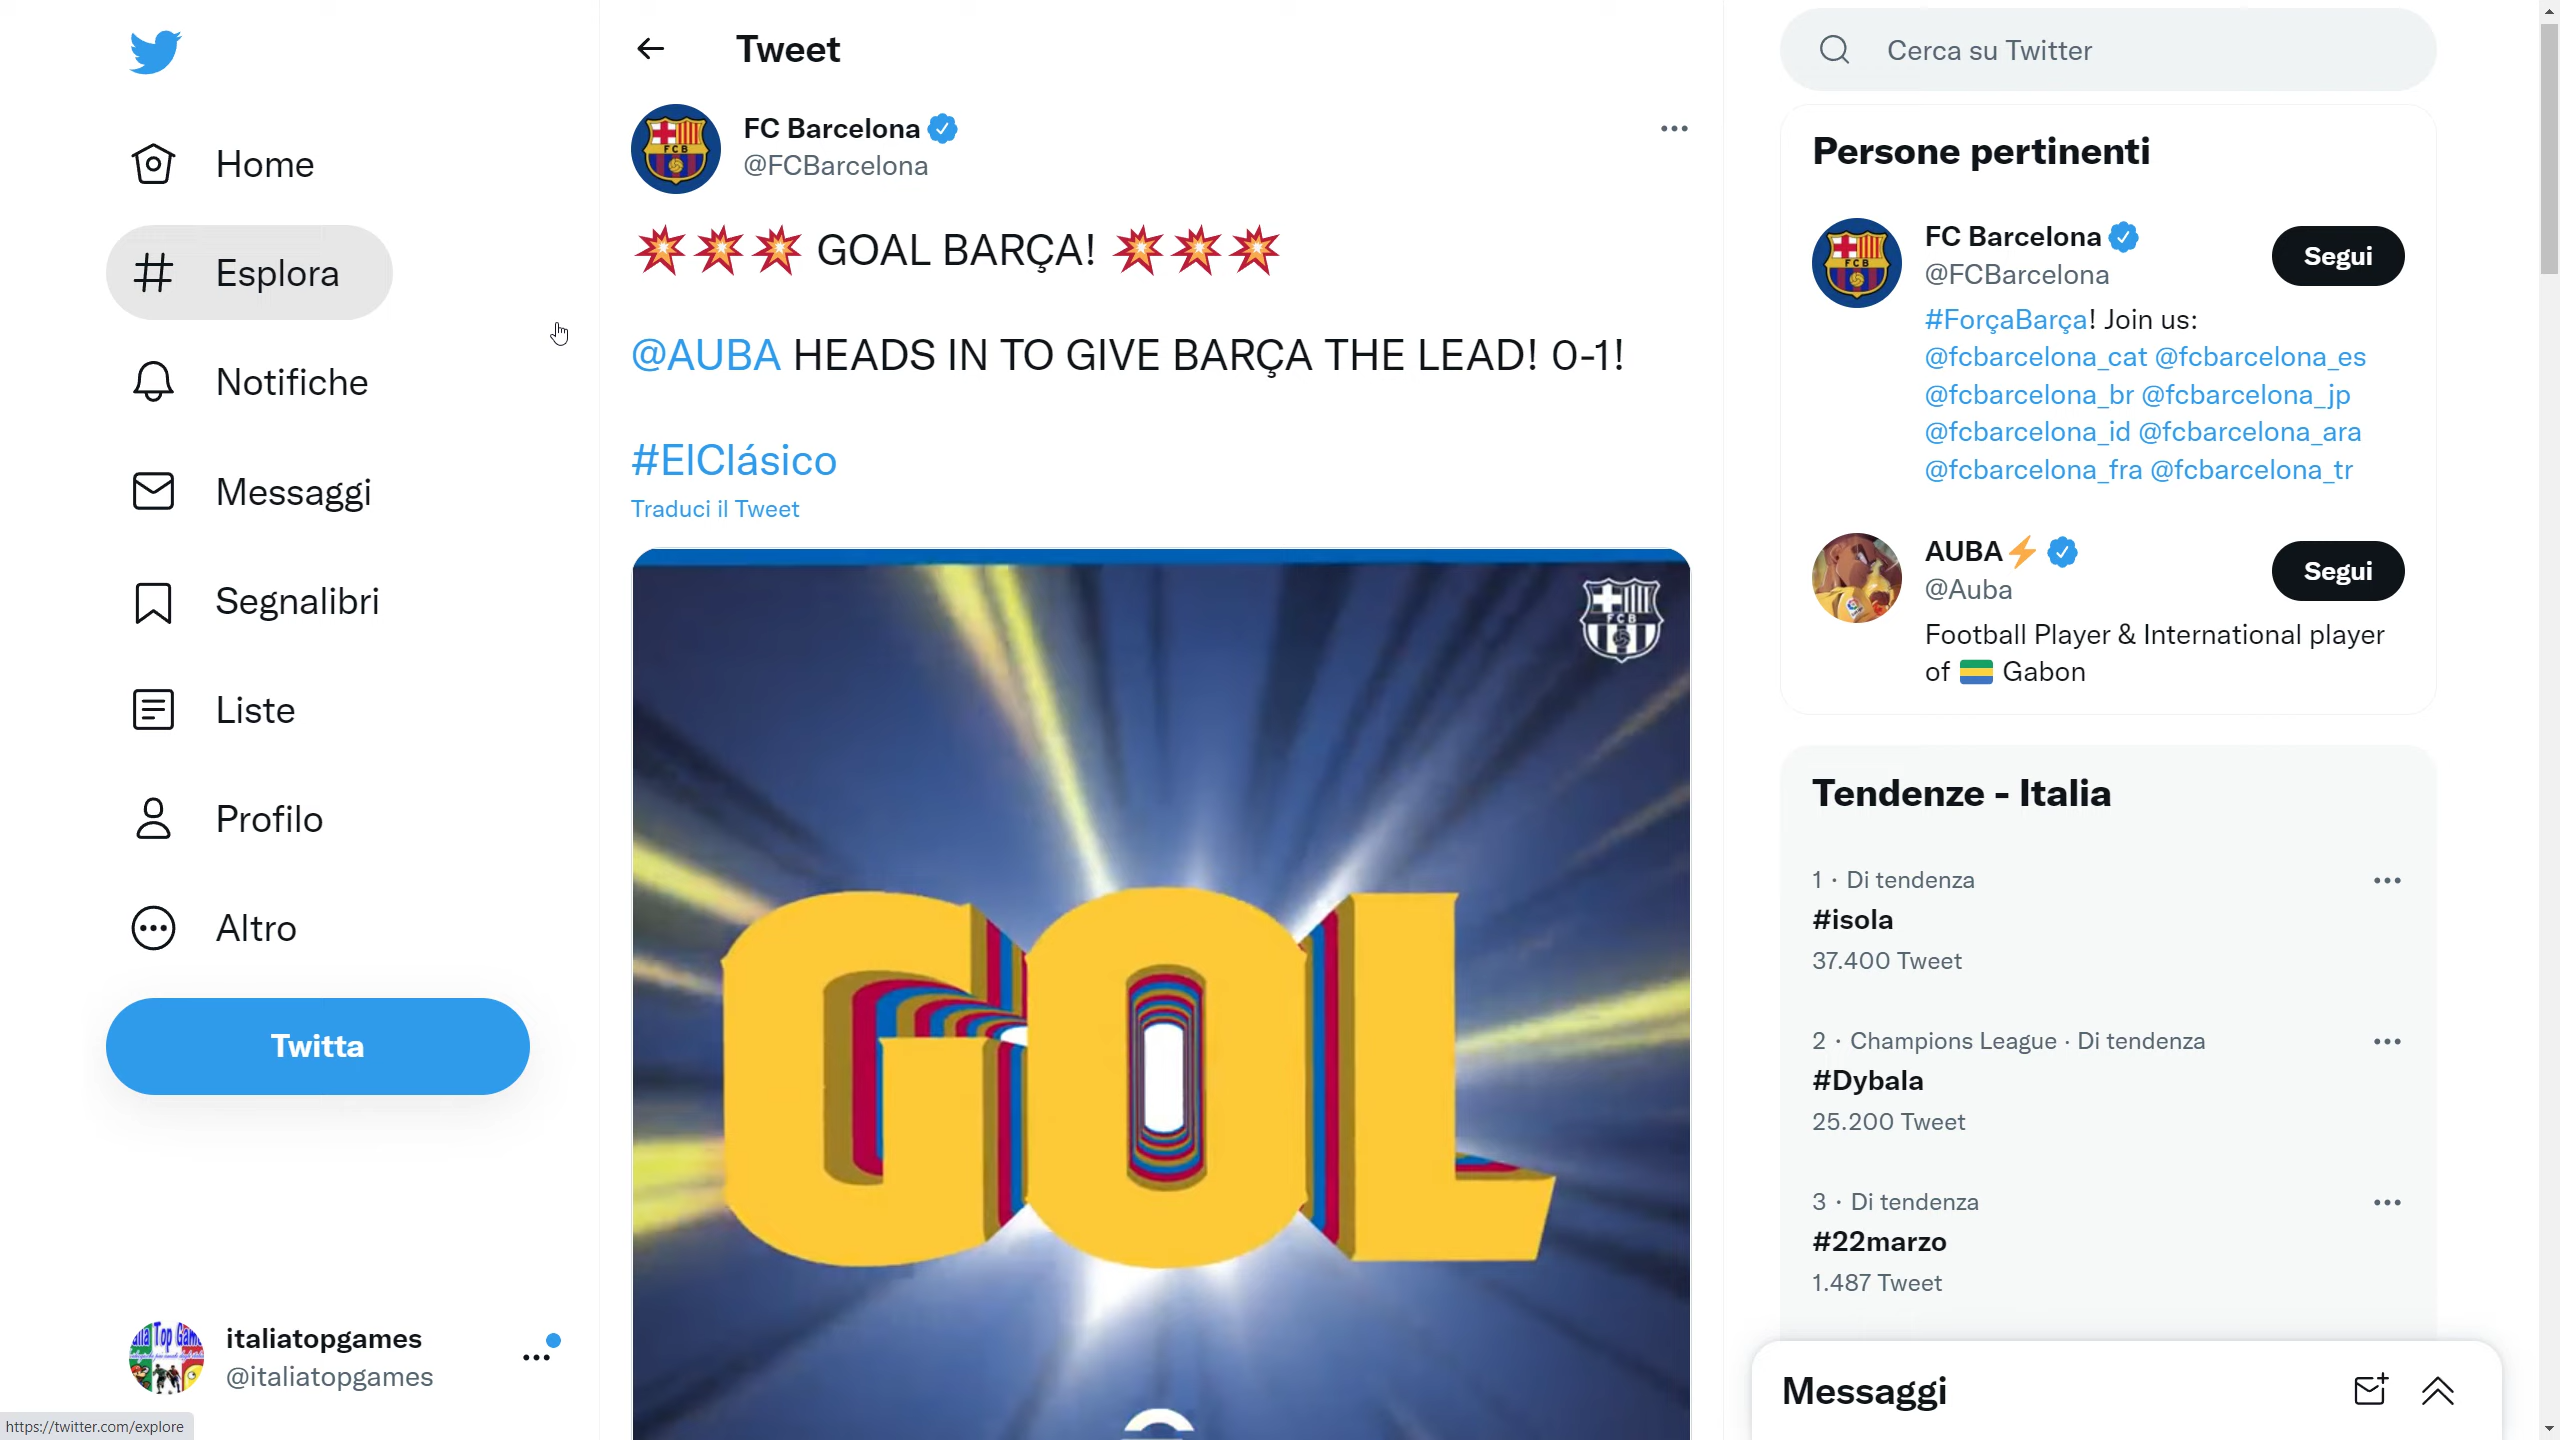 Home
Esplora
Notifiche
Messaggi
Segnalibri
Liste
Profilo
Altro
Twitta
italiatopgames
@italiatopgames
https://twitter.com/explore
Tweet
FC Barcelona
@FCBarcelona
💥💥💥 GOAL BARÇA! 💥💥💥
@AUBA HEADS IN TO GIVE BARÇA THE LEAD! 0-1!
#ElClásico
Traduci il Tweet
FCB
GOL
Cerca su Twitter
Persone pertinenti
FC Barcelona
@FCBarcelona
Segui
#ForçaBarça! Join us:
@fcbarcelona_cat @fcbarcelona_es
@fcbarcelona_br @fcbarcelona_jp
@fcbarcelona_id @fcbarcelona_ara
@fcbarcelona_fra @fcbarcelona_tr
AUBA⚡
@Auba
Segui
Football Player & International player
of 🇬🇦 Gabon
Tendenze - Italia
1 · Di tendenza
#isola
37.400 Tweet
2 · Champions League · Di tendenza
#Dybala
25.200 Tweet
3 · Di tendenza
#22marzo
1.487 Tweet
Messaggi